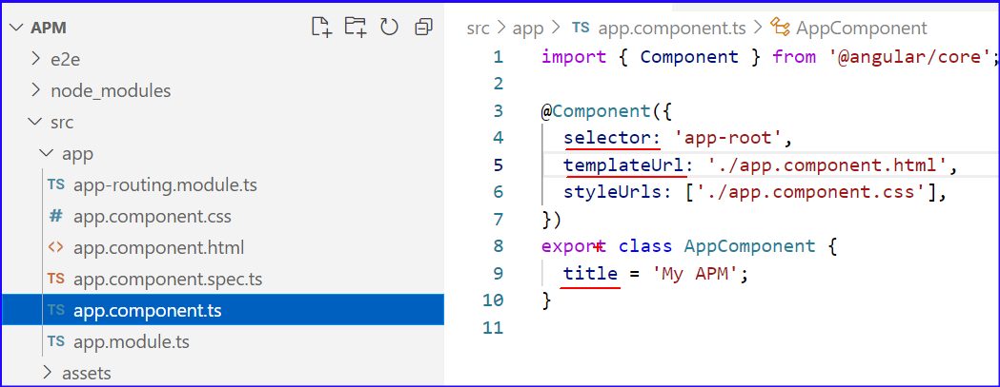 APM
e2e
node_modules
src
app
TS app-routing.module.ts
# app.component.css
<> app.component.html
TS app.component.spec.ts
TS app.component.ts
TS app.module.ts
assets
src > app > TS app.component.ts > AppComponent
1 import { Component } from '@angular/core';
2
3 @Component({
4 selector: 'app-root',
5 templateUrl: './app.component.html',
6 styleUrls: ['./app.component.css'],
7 })
8 export class AppComponent {
9 title = 'My APM';
10 }
11